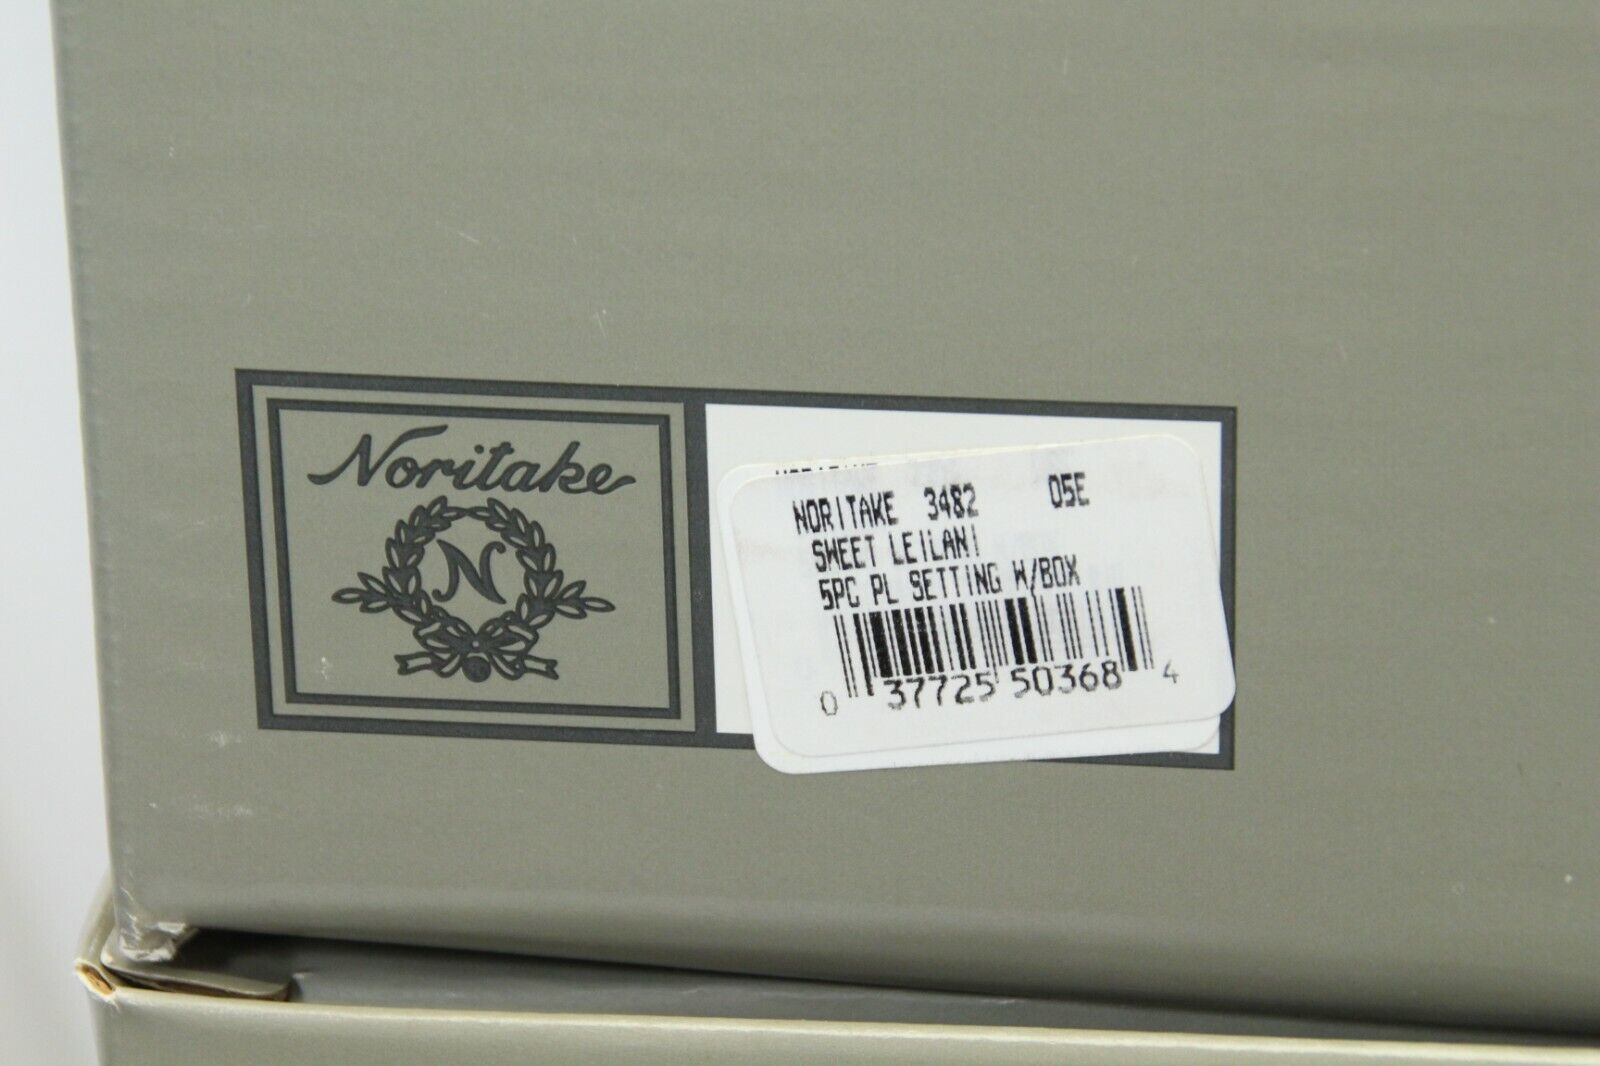 Noritake
N
NORITAKE 3482 05E
SWEET LEILANI
5PC PL SETTING W/BOX
0 37725 50368 4